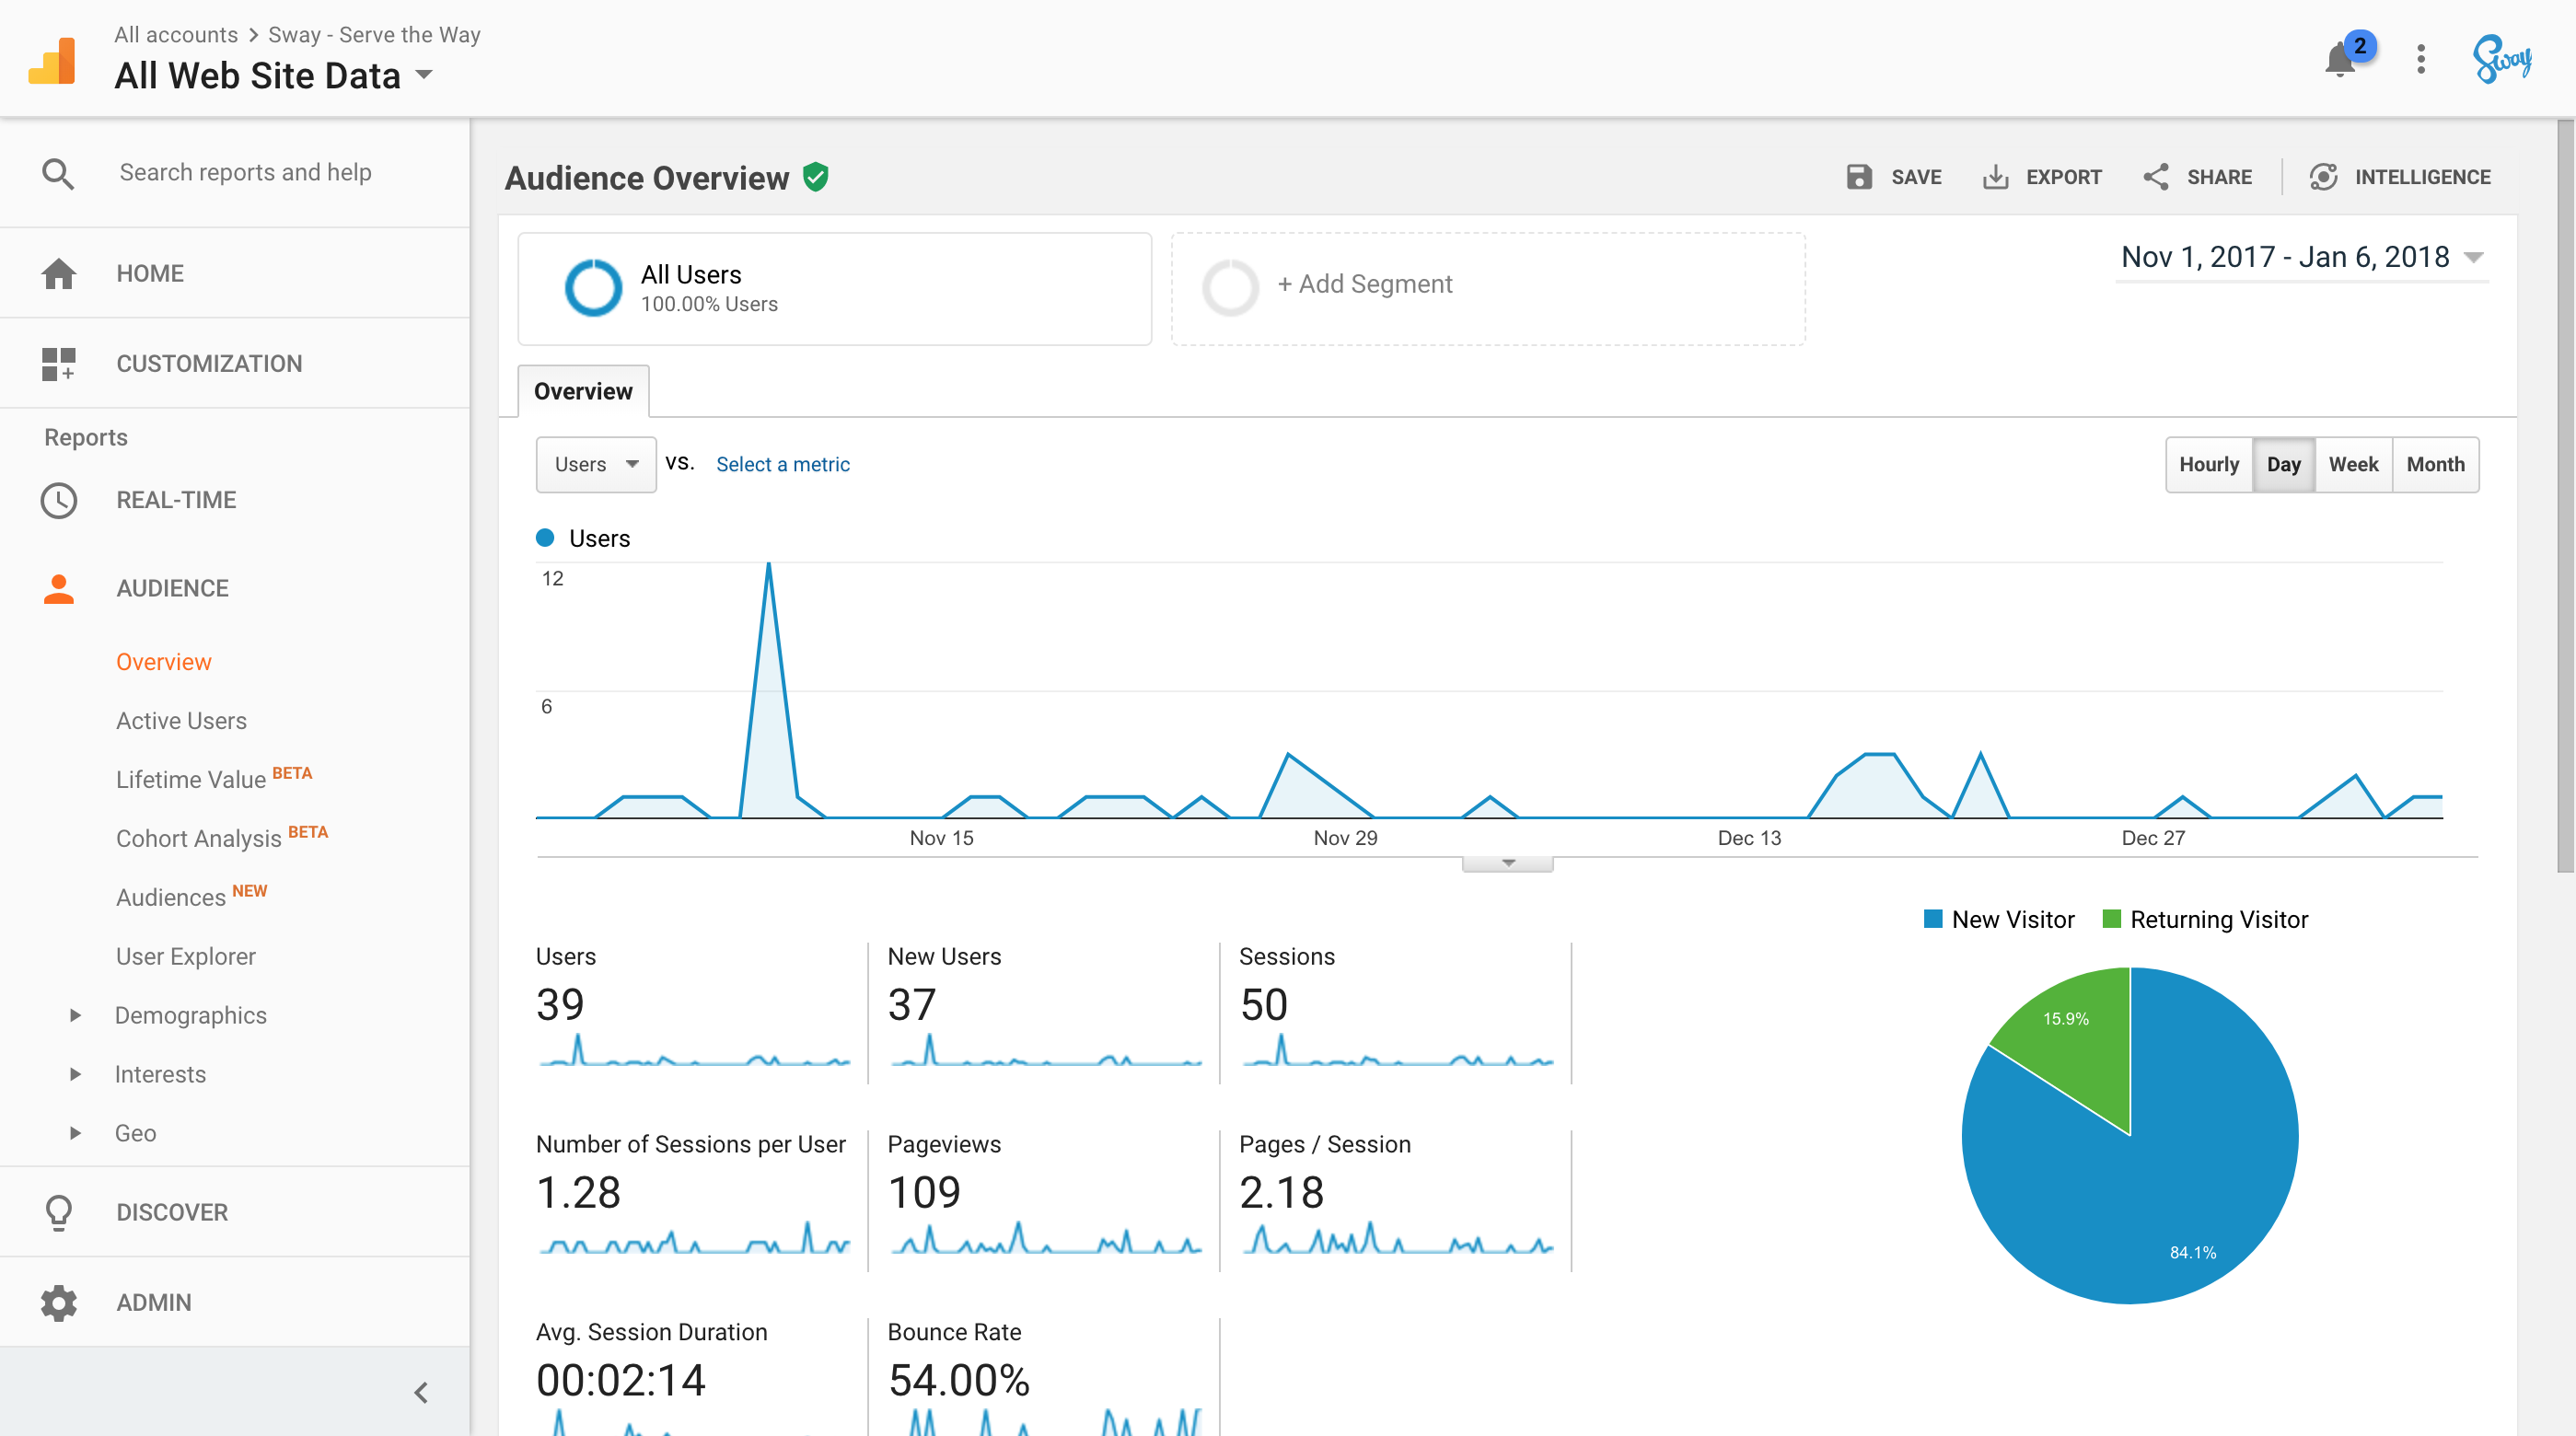 All accounts > Sway - Serve the Way
All Web Site Data
2
Sway
Search reports and help
HOME
CUSTOMIZATION
Reports
REAL-TIME
AUDIENCE
Overview
Active Users
Lifetime Value BETA
Cohort Analysis BETA
Audiences NEW
User Explorer
Demographics
Interests
Geo
DISCOVER
ADMIN
Audience Overview
SAVE
EXPORT
SHARE
INTELLIGENCE
All Users
100.00% Users
+ Add Segment
Nov 1, 2017 - Jan 6, 2018
Overview
Users
VS.
Select a metric
Hourly
Day
Week
Month
Users
12
6
Nov 15
Nov 29
Dec 13
Dec 27
New Visitor
Returning Visitor
Users
39
New Users
37
Sessions
50
Number of Sessions per User
1.28
Pageviews
109
Pages / Session
2.18
Avg. Session Duration
00:02:14
Bounce Rate
54.00%
15.9%
84.1%